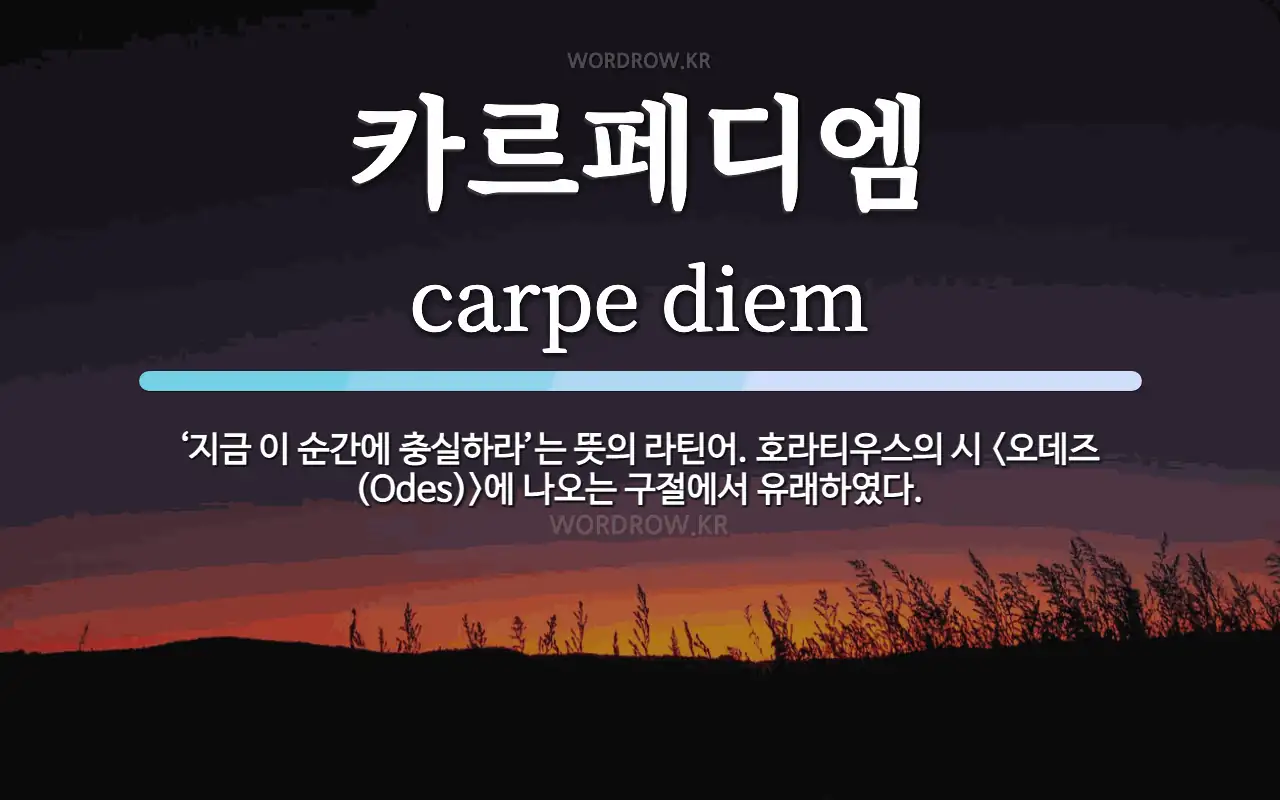 WORDROW.KR
카르페디엠
carpe diem
‘지금 이 순간에 충실하라’는 뜻의 라틴어. 호라티우스의 시 〈오데즈
(Odes)〉에 나오는 구절에서 유래하였다.
WORDROW.KR